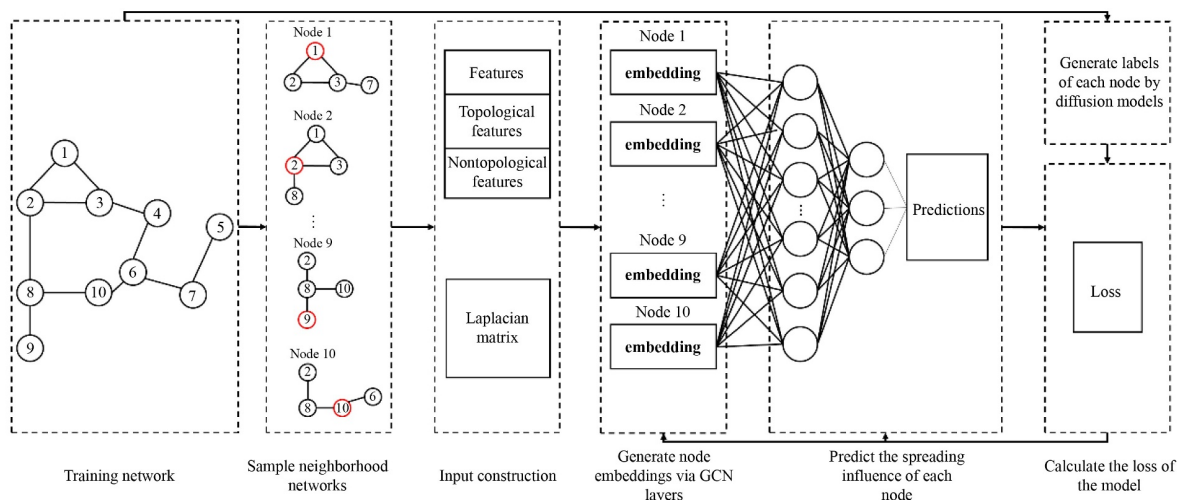 1
2
3
4
5
6
7
8
10
9
Training network
Node 1
1
2
3
7
Node 2
1
2
3
8
⋮
Node 9
2
8
10
9
Node 10
2
6
8
10
Sample neighborhood
networks
Features
Topological
features
Nontopological
features
Laplacian
matrix
Input construction
Node 1
embedding
Node 2
embedding
⋮
Node 9
embedding
Node 10
embedding
Generate node
embeddings via GCN
layers
⋮
Predictions
Predict the spreading
influence of each
node
Generate labels
of each node by
diffusion models
Loss
Calculate the loss of
the model